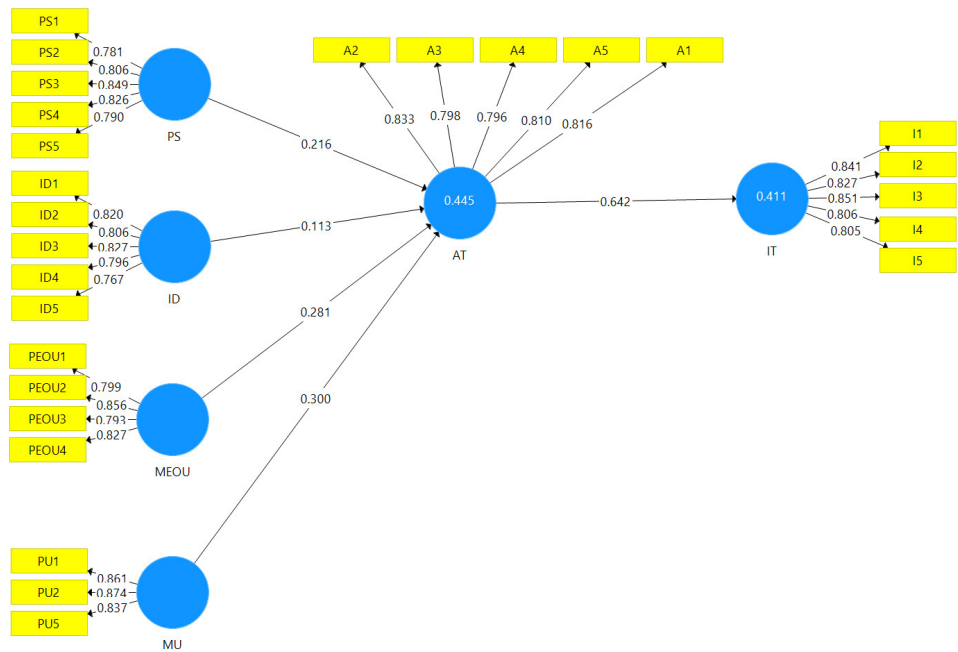 PS1
PS2
PS3
PS4
PS5
0.781
0.806
0.849
0.826
0.790
PS
ID1
ID2
ID3
ID4
ID5
0.820
0.806
0.827
0.796
0.767
ID
PEOU1
PEOU2
PEOU3
PEOU4
0.799
0.856
0.793
0.827
MEOU
PU1
PU2
PU5
0.861
0.874
0.837
MU
0.216
0.113
0.281
0.300
A2
A3
A4
A5
A1
0.833
0.798
0.796
0.810
0.816
0.445
AT
0.642
0.411
IT
0.841
0.827
0.851
0.806
0.805
I1
I2
I3
I4
I5